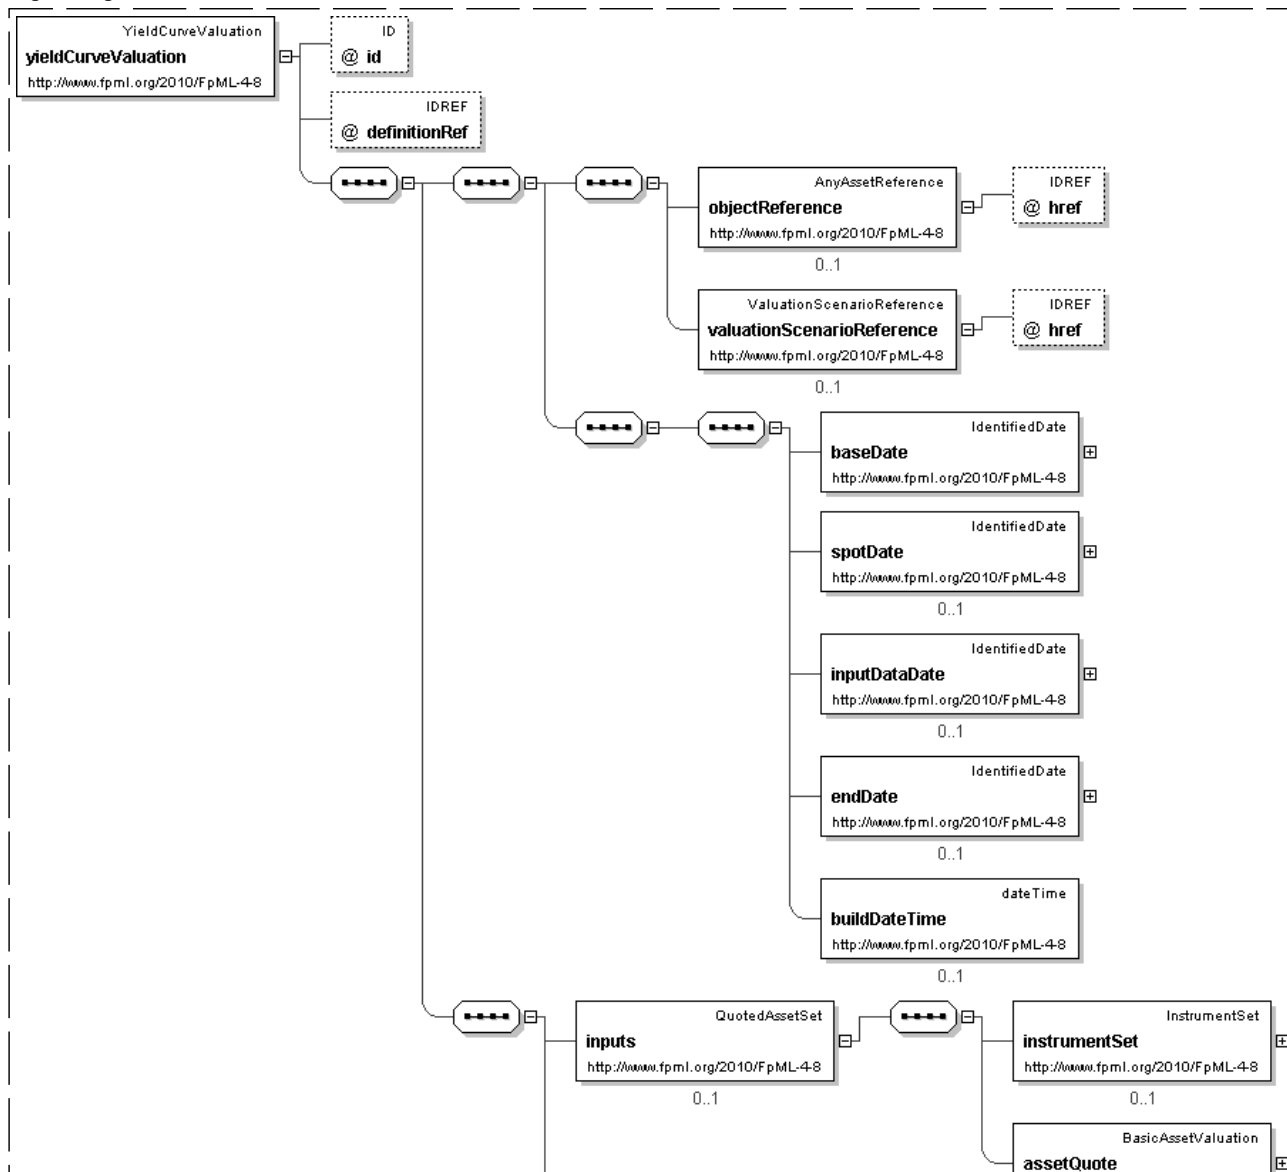 YieldCurveValuation
yieldCurveValuation
http://www.fpml.org/2010/FpML-4-8
ID
@ id
IDREF
@ definitionRef
AnyAssetReference
objectReference
http://www.fpml.org/2010/FpML-4-8
0..1
IDREF
@ href
ValuationScenarioReference
valuationScenarioReference
http://www.fpml.org/2010/FpML-4-8
0..1
IDREF
@ href
IdentifiedDate
baseDate
http://www.fpml.org/2010/FpML-4-8
IdentifiedDate
spotDate
http://www.fpml.org/2010/FpML-4-8
0..1
IdentifiedDate
inputDataDate
http://www.fpml.org/2010/FpML-4-8
0..1
IdentifiedDate
endDate
http://www.fpml.org/2010/FpML-4-8
0..1
dateTime
buildDateTime
http://www.fpml.org/2010/FpML-4-8
0..1
QuotedAssetSet
inputs
http://www.fpml.org/2010/FpML-4-8
0..1
InstrumentSet
instrumentSet
http://www.fpml.org/2010/FpML-4-8
0..1
BasicAssetValuation
assetQuote